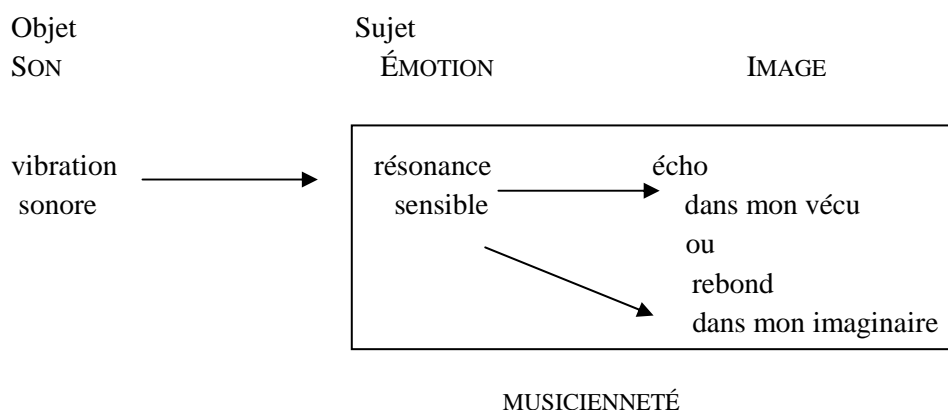 Objet Sujet
SON ÉMOTION IMAGE
vibration résonance écho
sonore sensible dans mon vécu
ou
rebond
dans mon imaginaire
MUSICIENNETÉ